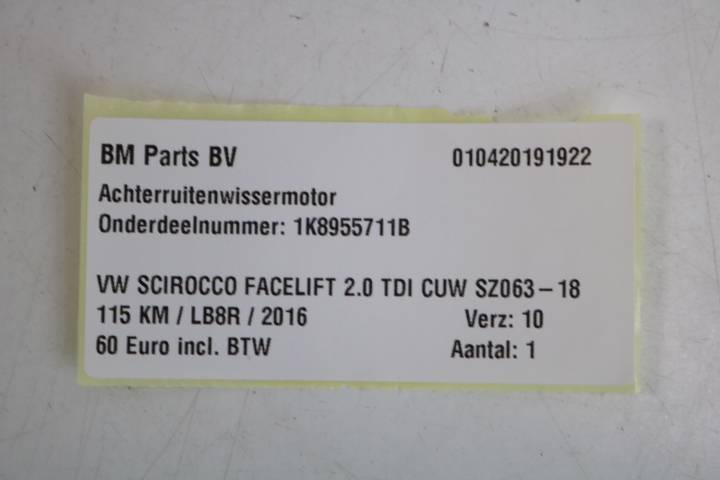 BM Parts BV 010420191922
Achterruitenwissermotor
Onderdeelnummer: 1K8955711B
VW SCIROCCO FACELIFT 2.0 TDI CUW SZ063-18
115 KM / LB8R / 2016 Verz: 10
60 Euro incl. BTW Aantal: 1